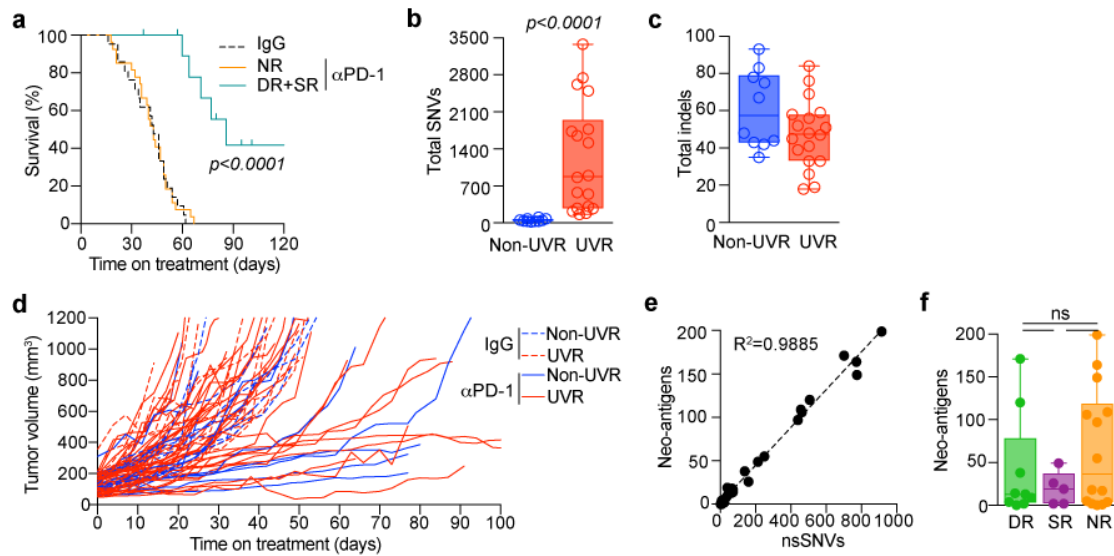 a
IgG
NR
DR+SR
αPD-1
Survival (%)
100
80
60
40
20
0
p<0.0001
0 30 60 90 120
Time on treatment (days)
b
p<0.0001
Total SNVs
3500
2800
2100
1400
700
0
Non-UVR UVR
c
Total indels
100
80
60
40
20
0
Non-UVR UVR
d
Tumor volume (mm³)
1200
1000
800
600
400
200
0
0 10 20 30 40 50 60 70 80 90 100
Time on treatment (days)
IgG
Non-UVR
UVR
αPD-1
Non-UVR
UVR
e
R²=0.9885
Neo-antigens
200
150
100
50
0
0 200 400 600 800 1000
nsSNVs
f
ns
Neo-antigens
200
150
100
50
0
DR SR NR